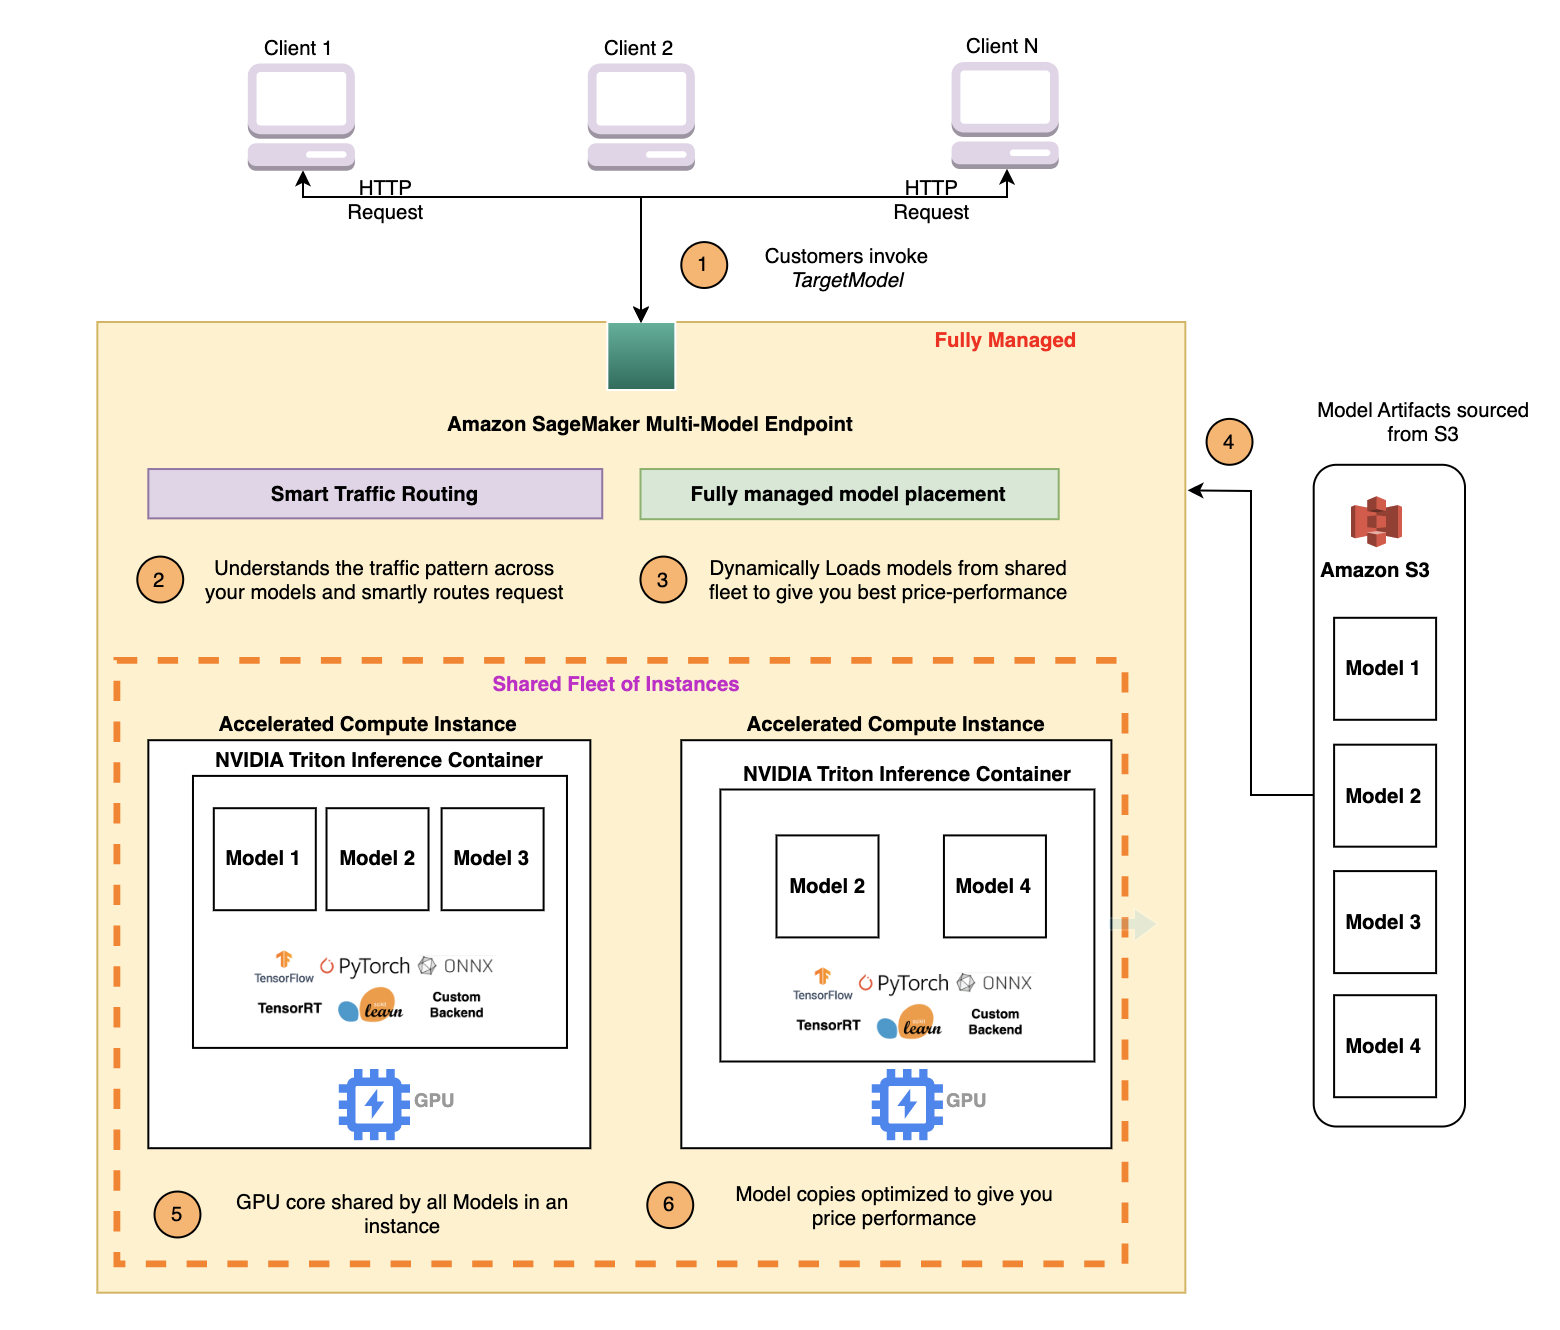 Client 1
Client 2
Client N
HTTP
Request
HTTP
Request
1
Customers invoke
TargetModel
Fully Managed
Amazon SageMaker Multi-Model Endpoint
Smart Traffic Routing
Fully managed model placement
2
Understands the traffic pattern across
your models and smartly routes request
3
Dynamically Loads models from shared
fleet to give you best price-performance
4
Model Artifacts sourced
from S3
Amazon S3
Model 1
Model 2
Model 3
Model 4
Shared Fleet of Instances
Accelerated Compute Instance
NVIDIA Triton Inference Container
Model 1
Model 2
Model 3
TensorFlow
PyTorch
ONNX
TensorRT
learn
Custom
Backend
GPU
Accelerated Compute Instance
NVIDIA Triton Inference Container
Model 2
Model 4
TensorFlow
PyTorch
ONNX
TensorRT
learn
Custom
Backend
GPU
5
GPU core shared by all Models in an
instance
6
Model copies optimized to give you
price performance